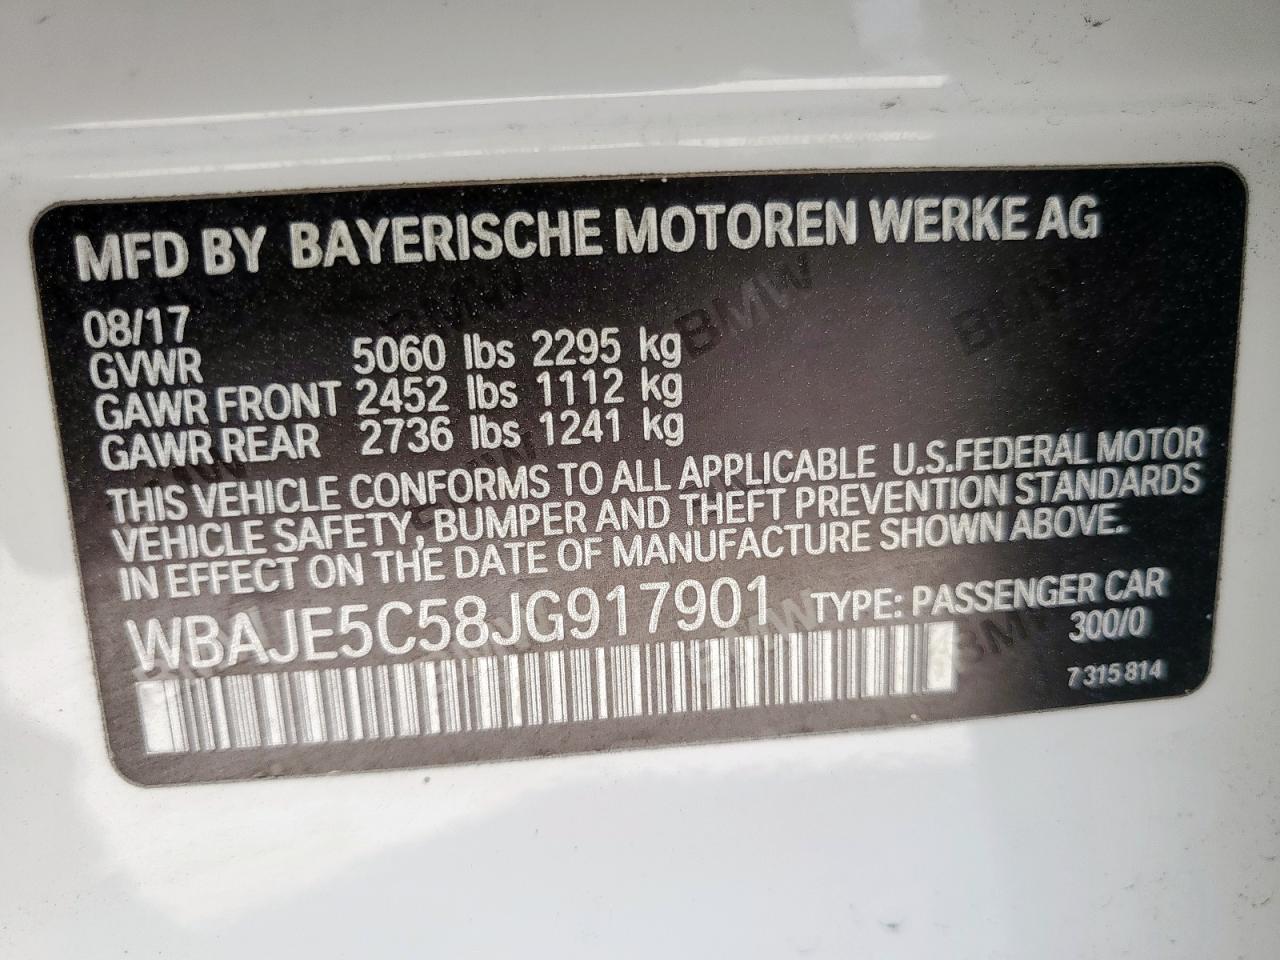 MFD BY BAYERISCHE MOTOREN WERKE AG
08/17
GVWR 5060 lbs 2295 kg
GAWR FRONT 2452 lbs 1112 kg
GAWR REAR 2736 lbs 1241 kg
THIS VEHICLE CONFORMS TO ALL APPLICABLE U.S.FEDERAL MOTOR
VEHICLE SAFETY, BUMPER AND THEFT PREVENTION STANDARDS
IN EFFECT ON THE DATE OF MANUFACTURE SHOWN ABOVE.
WBAJE5C58JG917901 TYPE: PASSENGER CAR
300/0
7 315 814